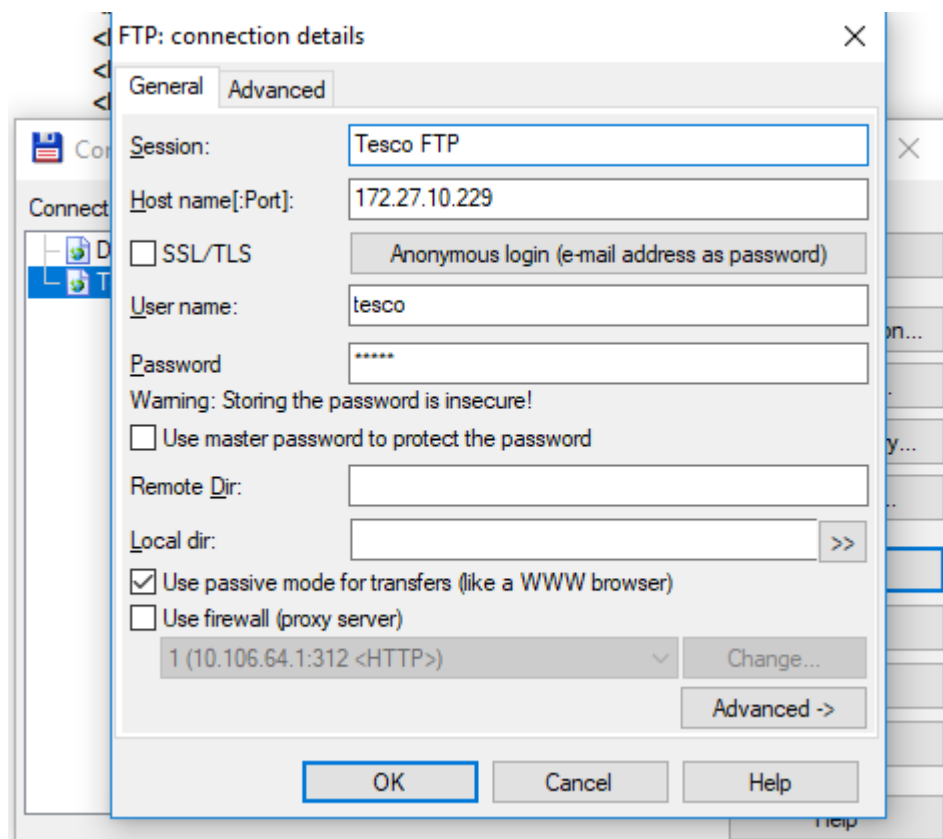 FTP: connection details
General Advanced
Session: Tesco FTP
Host name[:Port]: 172.27.10.229
SSL/TLS Anonymous login (e-mail address as password)
User name: tesco
Password *****
Warning: Storing the password is insecure!
Use master password to protect the password
Remote Dir:
Local dir: >>
Use passive mode for transfers (like a WWW browser)
Use firewall (proxy server)
1 (10.106.64.1:312 <HTTP>) Change...
Advanced ->
OK Cancel Help
Connect
Help